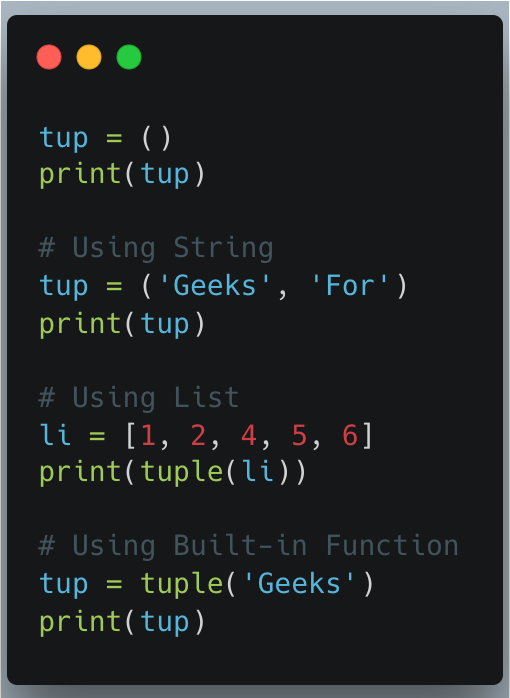 tup = ()
print(tup)
# Using String
tup = ('Geeks', 'For')
print(tup)
# Using List
li = [1, 2, 4, 5, 6]
print(tuple(li))
# Using Built-in Function
tup = tuple('Geeks')
print(tup)